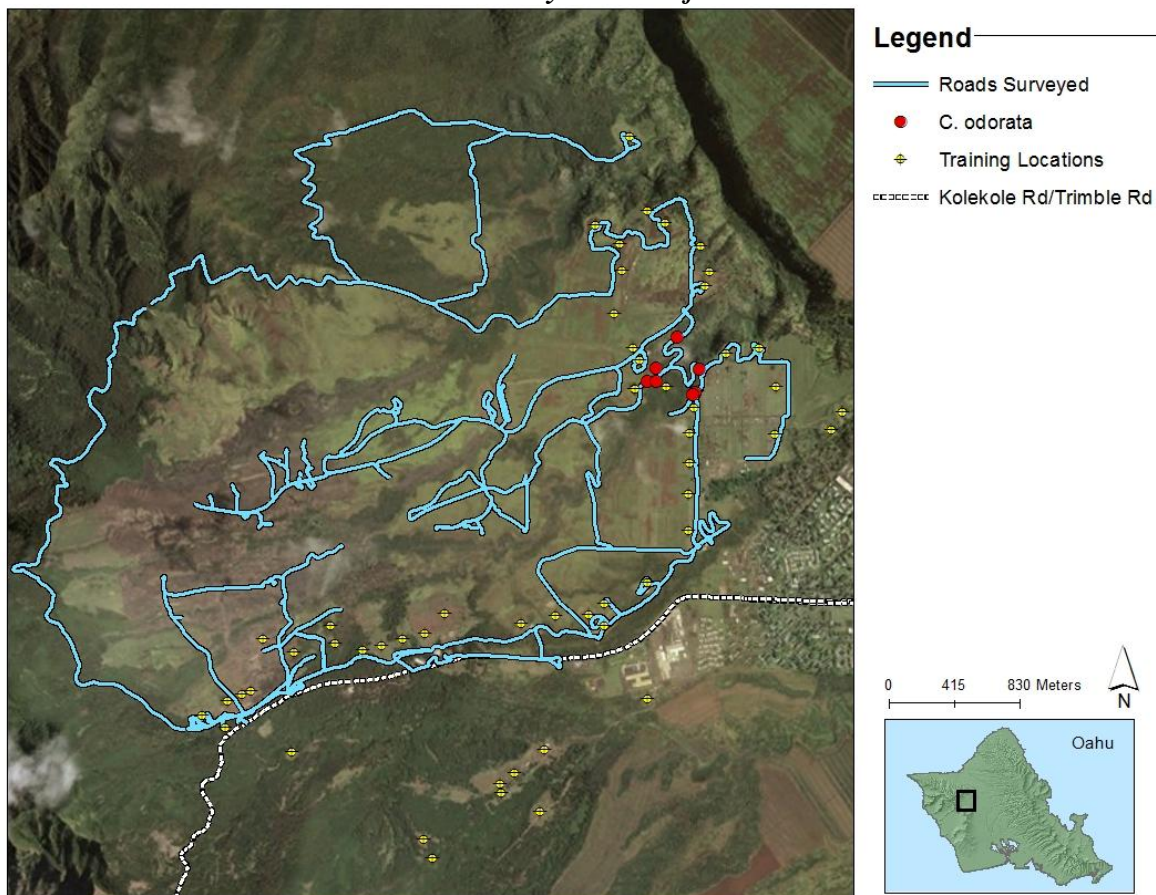 Legend
Roads Surveyed
C. odorata
Training Locations
Kolekole Rd/Trimble Rd
0 415 830 Meters
N
Oahu